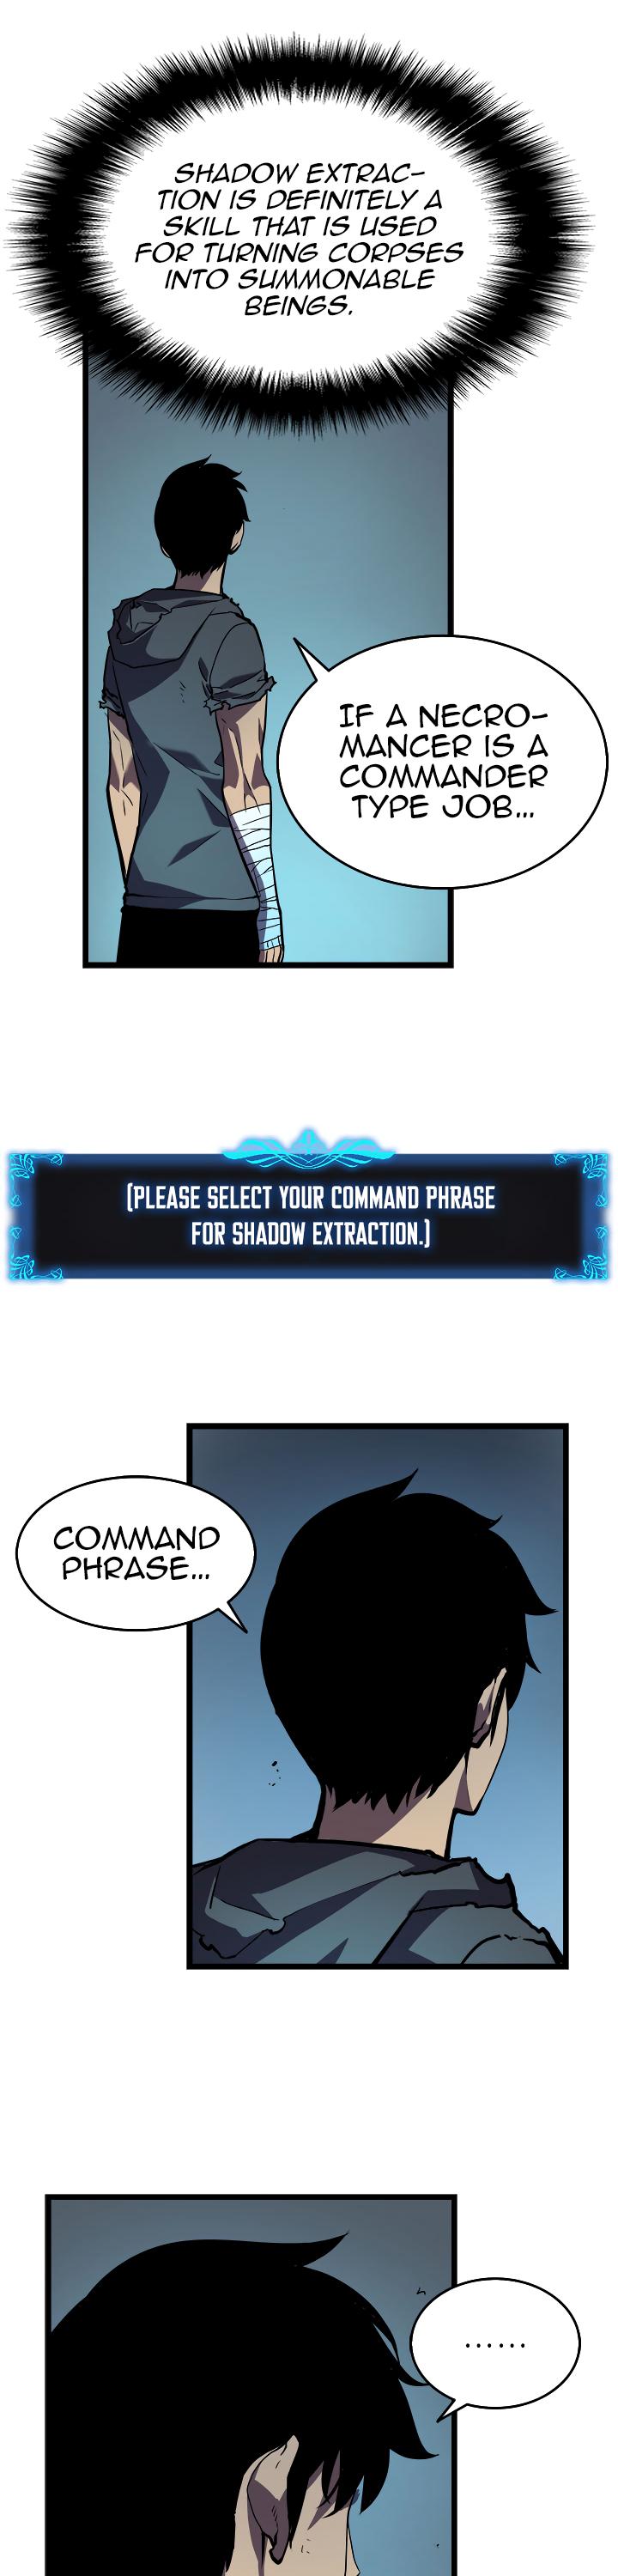 SHADOW EXTRAC-
TION IS DEFINITELY A
SKILL THAT IS USED
FOR TURNING CORPSES
INTO SUMMONABLE
BEINGS.
IF A NECRO-
MANCER IS A
COMMANDER
TYPE JOB...
[PLEASE SELECT YOUR COMMAND PHRASE
FOR SHADOW EXTRACTION.]
COMMAND
PHRASE...
......